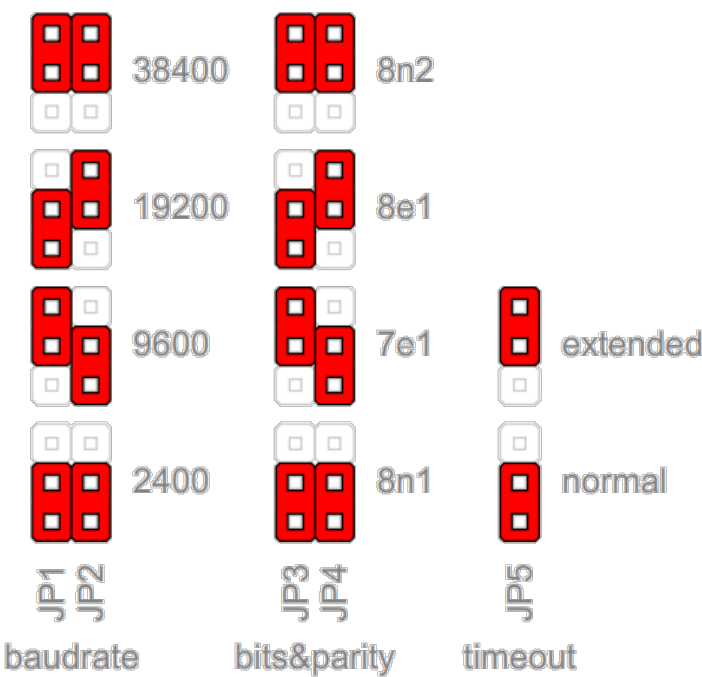 38400 8n2
19200 8e1
9600 7e1 extended
2400 8n1 normal
JP1 JP2 JP3 JP4 JP5
baudrate bits&parity timeout